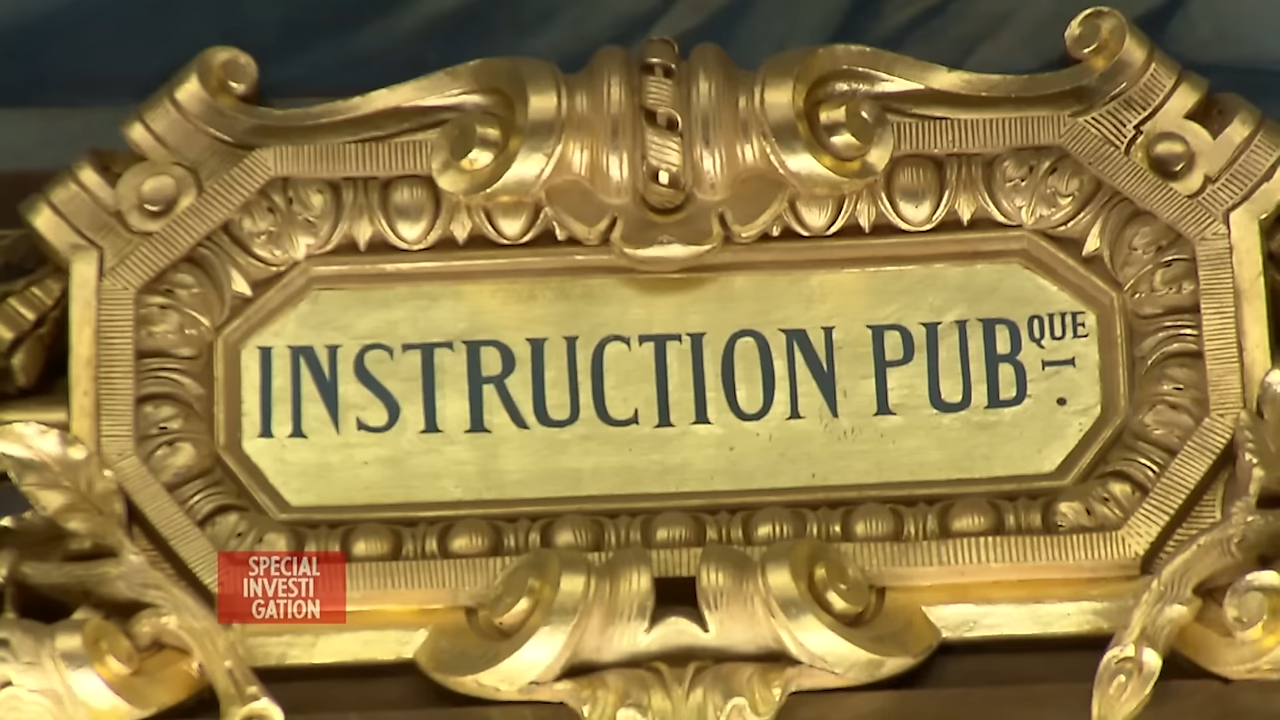 INSTRUCTION PUBQUE I.
SPECIAL
INVESTI
GATION